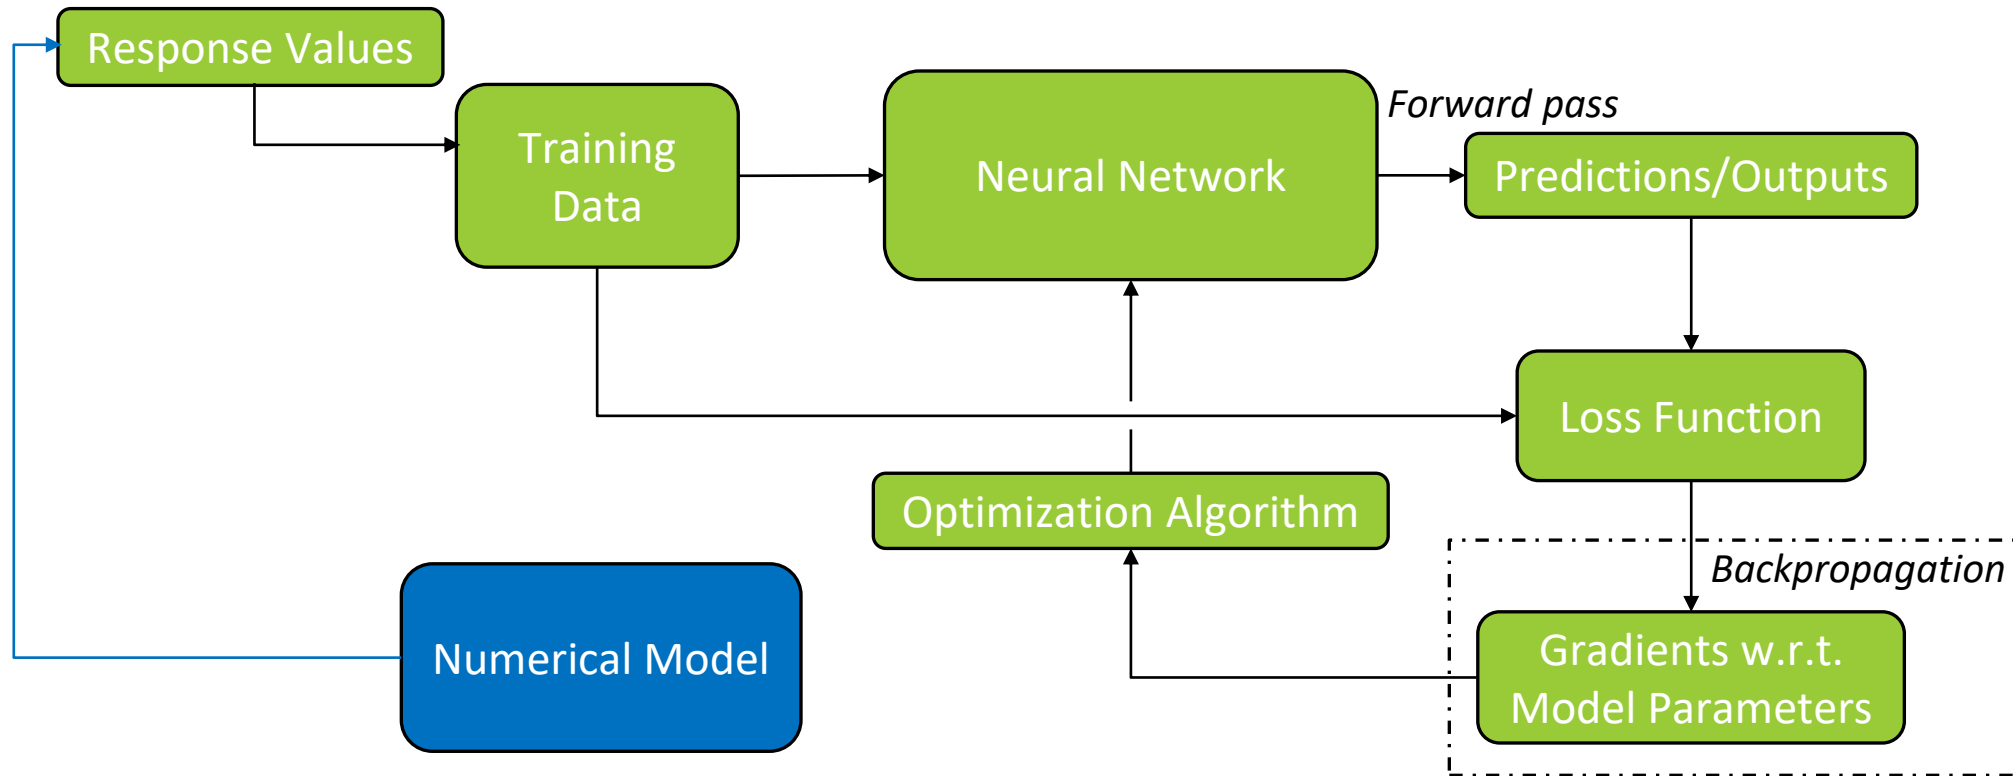 Response Values
Training
Data
Neural Network
Forward pass
Predictions/Outputs
Loss Function
Optimization Algorithm
Backpropagation
Numerical Model
Gradients w.r.t.
Model Parameters